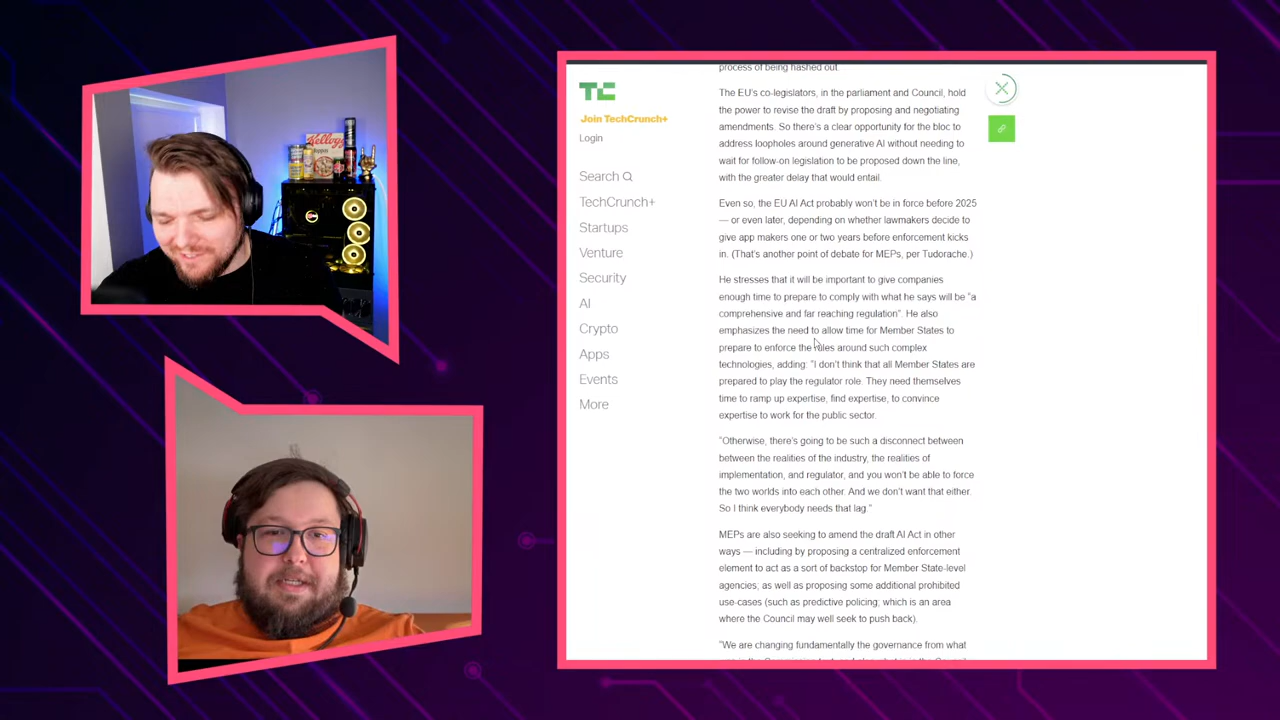 Kellogg's
TC
Join TechCrunch+
Login
Search
TechCrunch+
Startups
Venture
Security
AI
Crypto
Apps
Events
More
process of being hashed out.
The EU's co-legislators, in the parliament and Council, hold
the power to revise the draft by proposing and negotiating
amendments. So there's a clear opportunity for the bloc to
address loopholes around generative AI without needing to
wait for follow-on legislation to be proposed down the line,
with the greater delay that would entail.
Even so, the EU AI Act probably won't be in force before 2025
— or even later, depending on whether lawmakers decide to
give app makers one or two years before enforcement kicks
in. (That's another point of debate for MEPs, per Tudorache.)
He stresses that it will be important to give companies
enough time to prepare to comply with what he says will be "a
comprehensive and far reaching regulation". He also
emphasizes the need to allow time for Member States to
prepare to enforce the rules around such complex
technologies, adding: "I don't think that all Member States are
prepared to play the regulator role. They need themselves
time to ramp up expertise, find expertise, to convince
expertise to work for the public sector.
"Otherwise, there's going to be such a disconnect between
between the realities of the industry, the realities of
implementation, and regulator, and you won't be able to force
the two worlds into each other. And we don't want that either.
So I think everybody needs that lag."
MEPs are also seeking to amend the draft AI Act in other
ways — including by proposing a centralized enforcement
element to act as a sort of backstop for Member State-level
agencies; as well as proposing some additional prohibited
use-cases (such as predictive policing; which is an area
where the Council may well seek to push back).
"We are changing fundamentally the governance from what